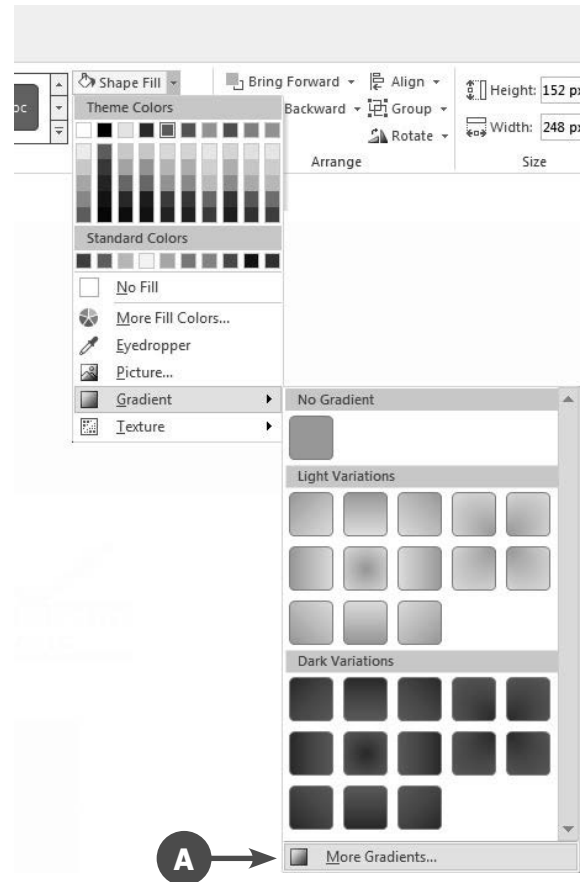 Shape Fill
Bring Forward
Align
Height: 152 px
oc
Theme Colors
Backward
Group
Width: 248 px
Rotate
Arrange
Size
Standard Colors
No Fill
More Fill Colors...
Eyedropper
Picture...
Gradient
Texture
No Gradient
Light Variations
Dark Variations
A
More Gradients...